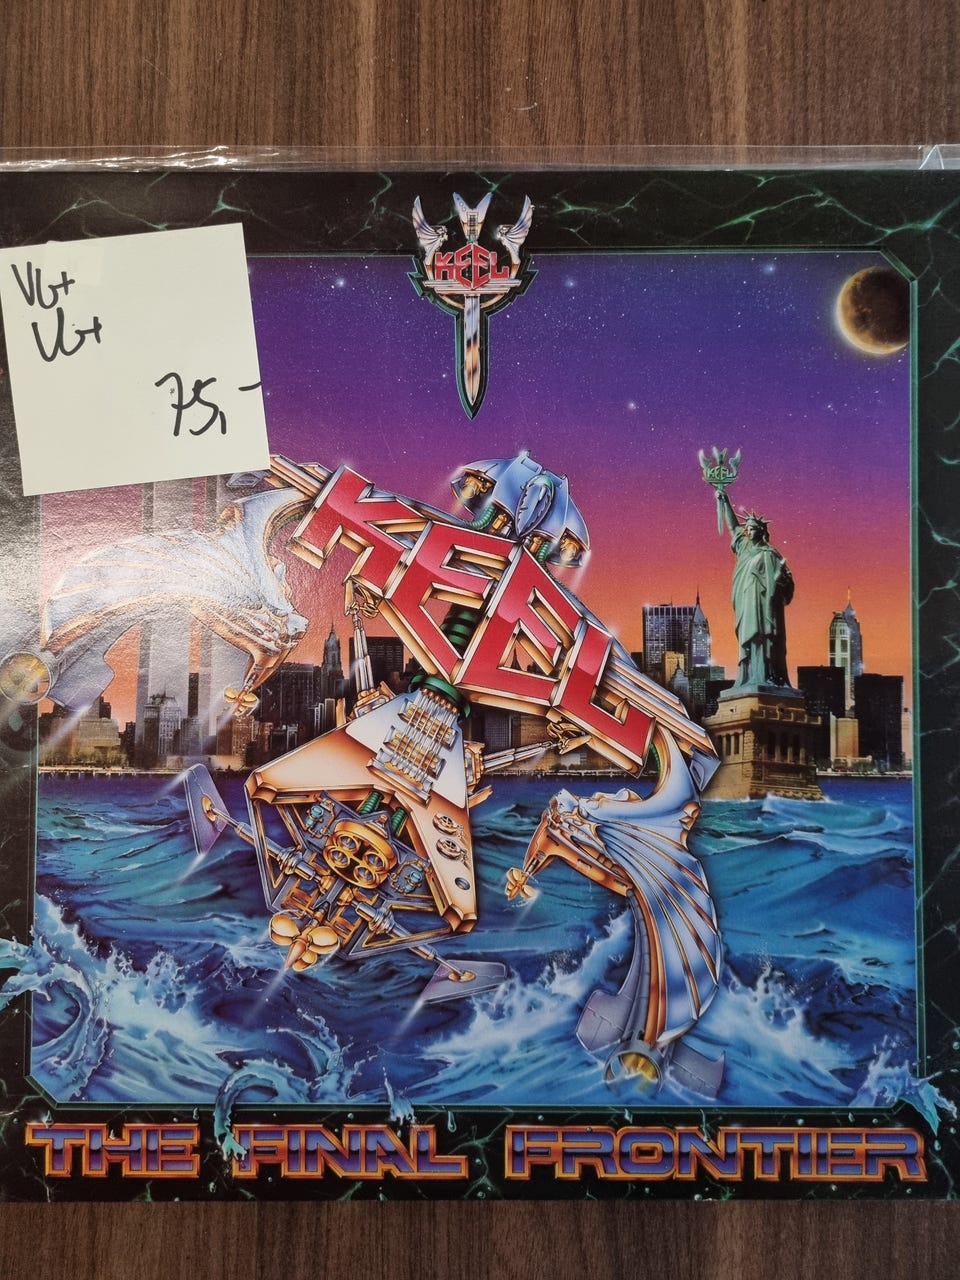 KEEL
VG+
VG+
75,-
KEEL
KEEL
THE FINAL FRONTIER